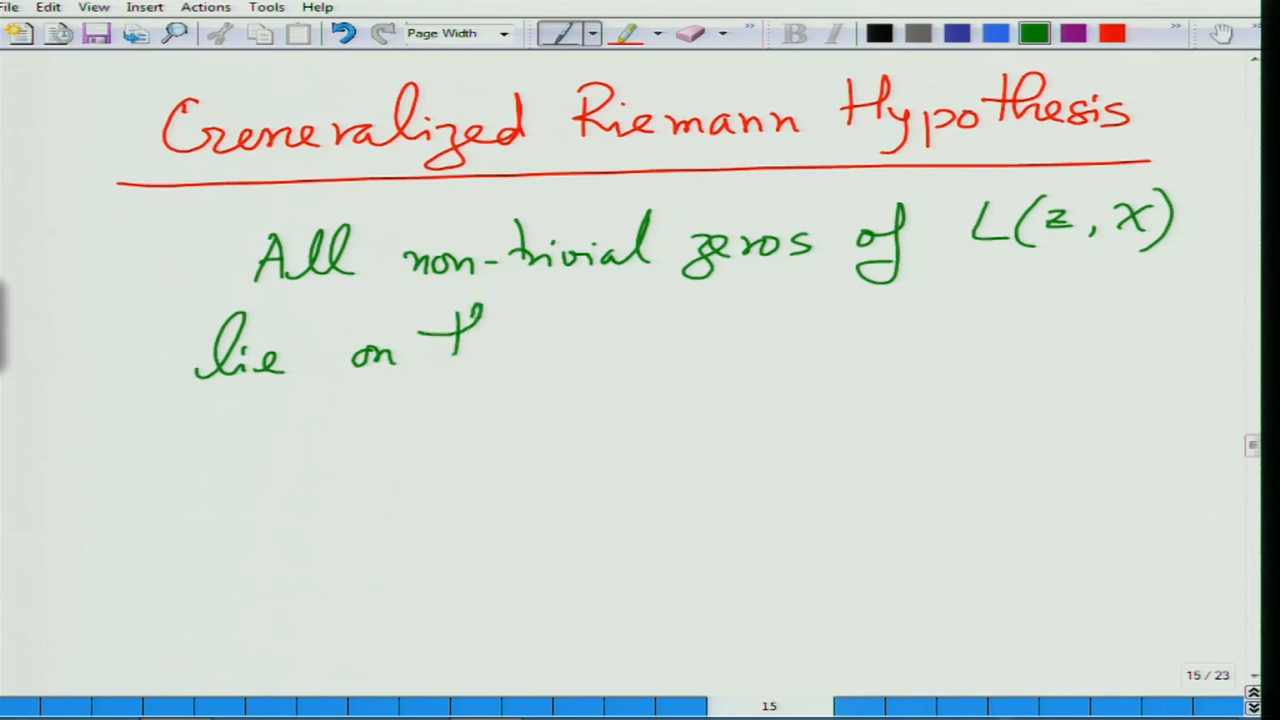 File Edit View Insert Actions Tools Help
Page Width
B I
Generalized Riemann Hypothesis
All non-trivial zeros of L(z, χ)
lie on
15 / 23
15